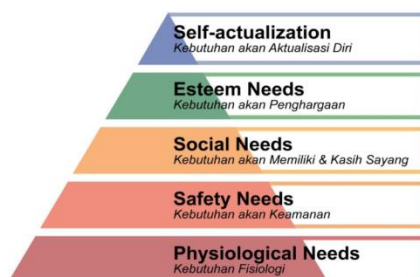 Self-actualization
Kebutuhan akan Aktualisasi Diri
Esteem Needs
Kebutuhan akan Penghargaan
Social Needs
Kebutuhan akan Memiliki & Kasih Sayang
Safety Needs
Kebutuhan akan Keamanan
Physiological Needs
Kebutuhan Fisiologi